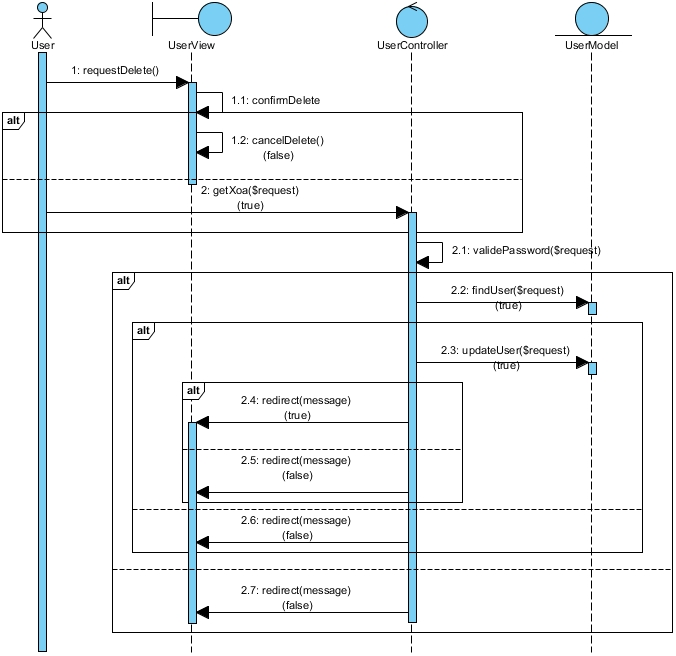 User
UserView
UserController
UserModel
1: requestDelete()
1.1: confirmDelete
alt
1.2: cancelDelete()
(false)
2: getXoa($request)
(true)
2.1: validePassword($request)
alt
2.2: findUser($request)
(true)
alt
2.3: updateUser($request)
(true)
alt
2.4: redirect(message)
(true)
2.5: redirect(message)
(false)
2.6: redirect(message)
(false)
2.7: redirect(message)
(false)